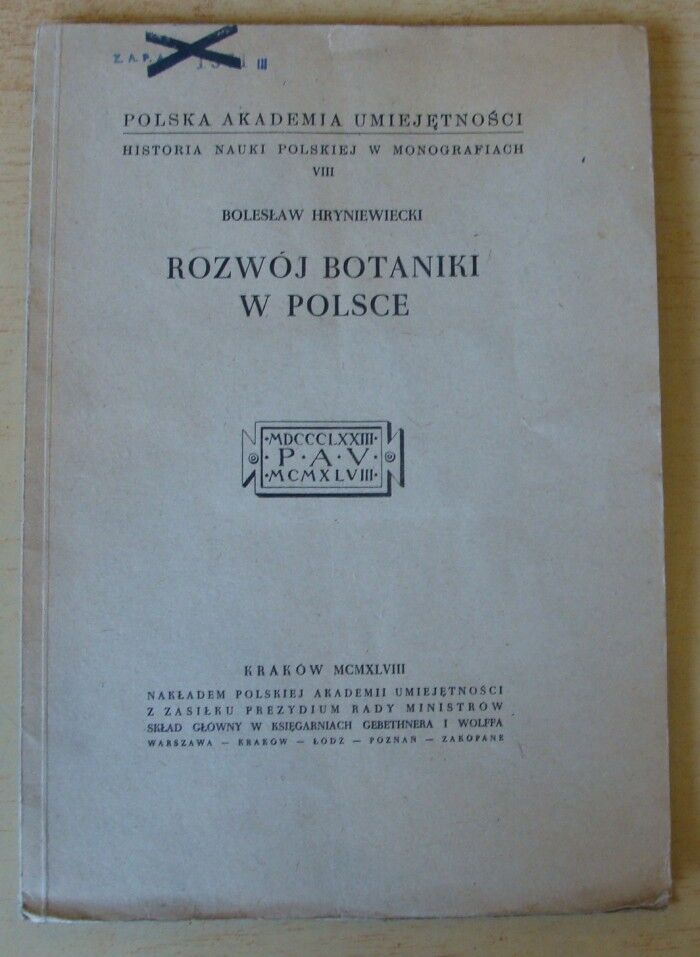 Z. A. P. A.
III
POLSKA AKADEMIA UMIEJĘTNOŚCI
HISTORIA NAUKI POLSKIEJ W MONOGRAFIACH
VIII
BOLESŁAW HRYNIEWIECKI
ROZWÓJ BOTANIKI
W POLSCE
·MDCCCLXXIII·
·P·A·V·
·MCMXLVIII·
KRAKÓW MCMXLVIII
NAKŁADEM POLSKIEJ AKADEMII UMIEJĘTNOŚCI
Z ZASIŁKU PREZYDIUM RADY MINISTRÓW
SKŁAD GŁÓWNY W KSIĘGARNIACH GEBETHNERA I WOLFFA
WARSZAWA — KRAKÓW — ŁÓDŹ — POZNAŃ — ZAKOPANE